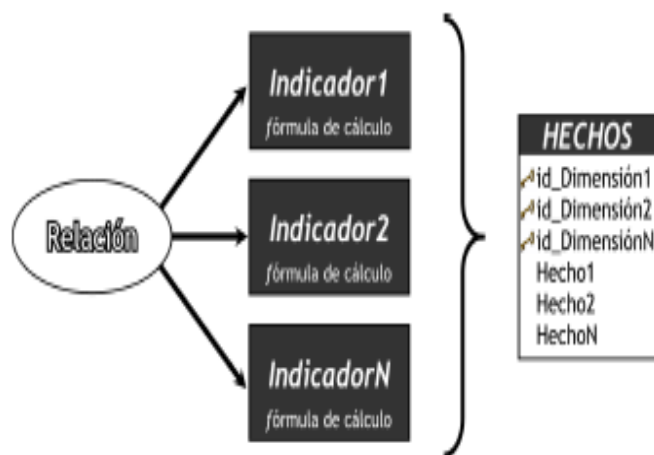 Relación
Indicador1
fórmula de cálculo
Indicador2
fórmula de cálculo
IndicadorN
fórmula de cálculo
HECHOS
id_Dimensión1
id_Dimensión2
id_DimensiónN
Hecho1
Hecho2
HechoN